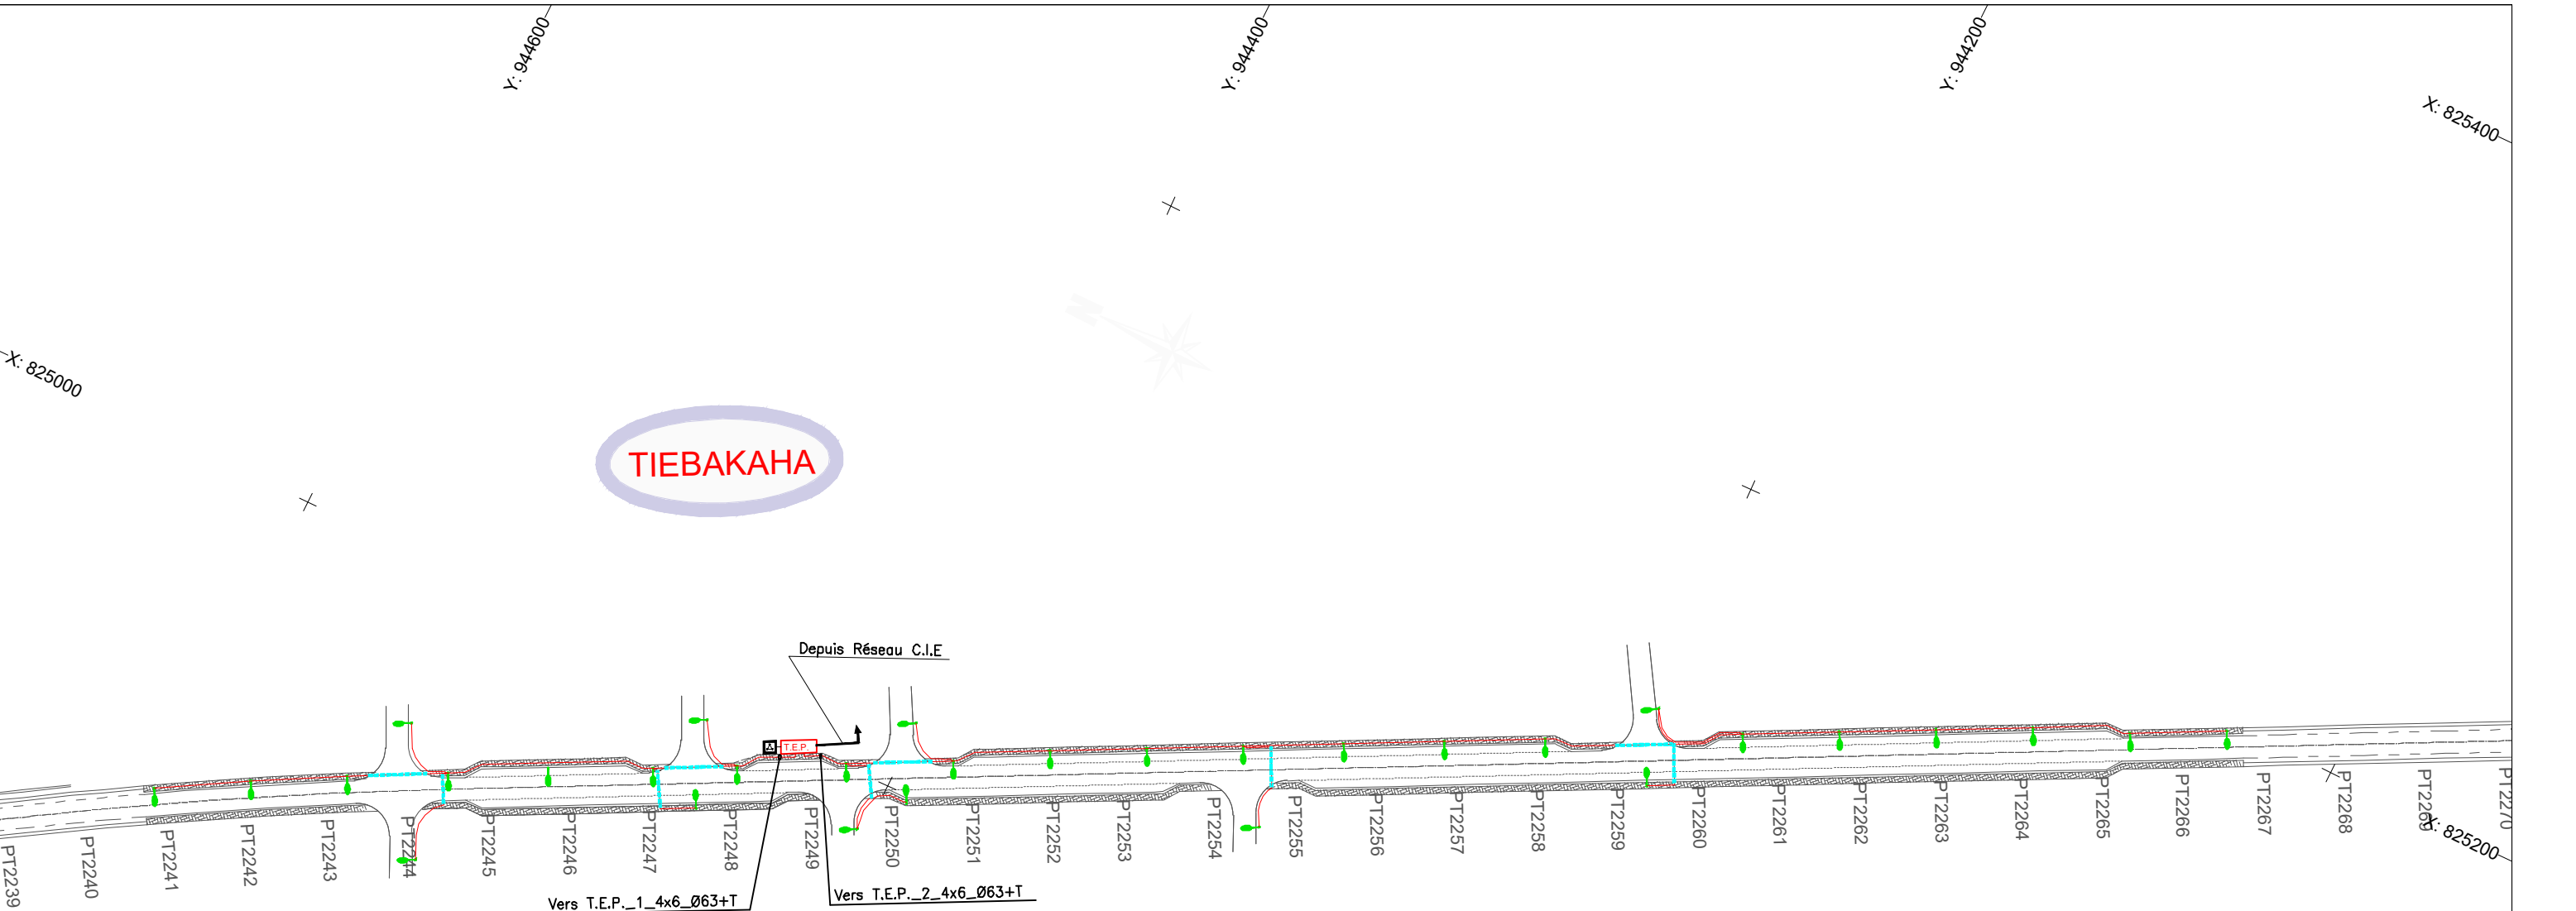 Y: 944600
Y: 944400
Y: 944200
X: 825400
X: 825000
N
TIEBAKAHA
Depuis Réseau C.I.E
T.E.P.
PT2239
PT2240
PT2241
PT2242
PT2243
PT2244
PT2245
PT2246
PT2247
PT2248
PT2249
PT2250
PT2251
PT2252
PT2253
PT2254
PT2255
PT2256
PT2257
PT2258
PT2259
PT2260
PT2261
PT2262
PT2263
PT2264
PT2265
PT2266
PT2267
PT2268
PT2269
PT2270
X: 825200
Vers T.E.P._1_4x6_Ø63+T
Vers T.E.P._2_4x6_Ø63+T